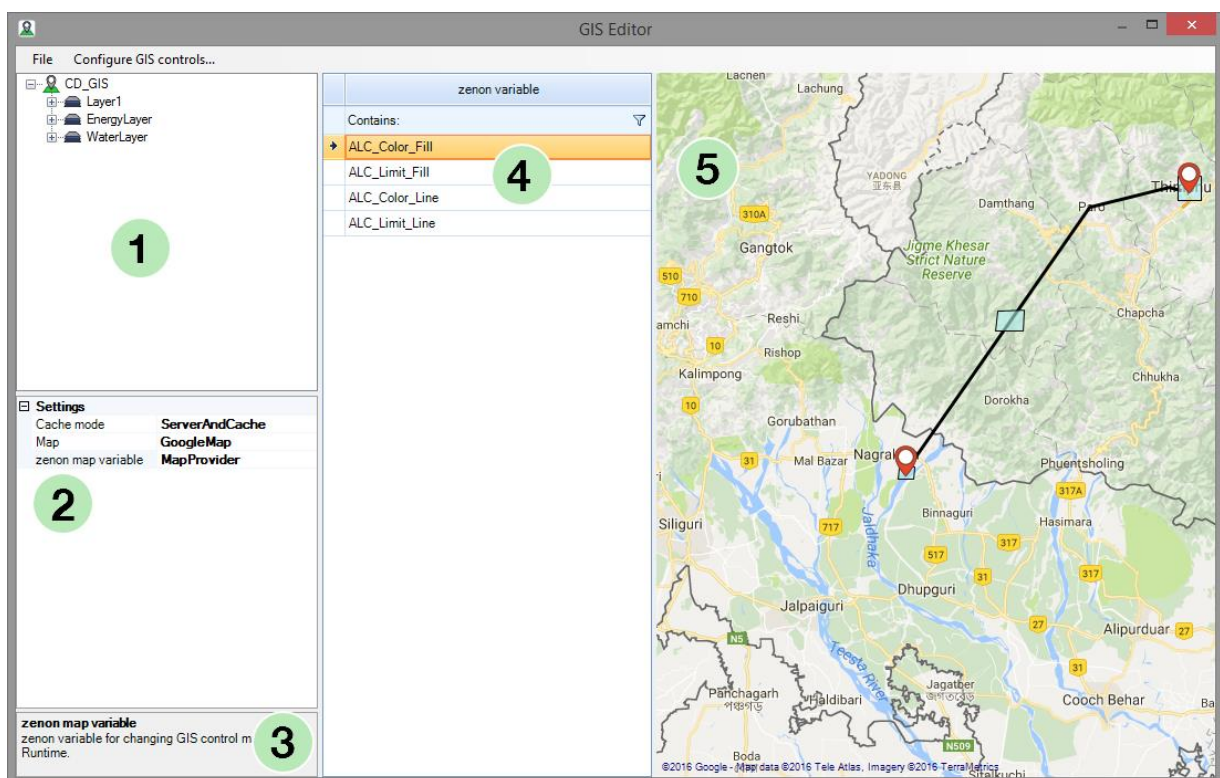 GIS Editor
File Configure GIS controls...
CD_GIS
Layer1
EnergyLayer
WaterLayer
1
Settings
Cache mode ServerAndCache
Map GoogleMap
zenon map variable MapProvider
2
zenon map variable
zenon variable for changing GIS control m
Runtime.
3
zenon variable
Contains:
ALC_Color_Fill
ALC_Limit_Fill
ALC_Color_Line
ALC_Limit_Line
4
5
Lachen
Lachung
YADONG
亚东县
Damthang
Paro
310A
Gangtok
Jigme Khesar
Strict Nature
Reserve
510
710
Reshi
Chapcha
10
Rishop
Kalimpong
Chhukha
10
Dorokha
Gorubathan
31
Mal Bazar
Phuentsholing
317A
Siliguri
717
Jaldhaka
Binnaguri
Hasimara
317
517
31
317
Dhupguri
Jalpaiguri
27
Alipurduar 27
N5
Teesta River
31
Panchagarh
পঞ্চগড়
Haldibari
Cooch Behar
N509
Boda
©2016 Google - Map data ©2016 Tele Atlas, Imagery ©2016 TerraMetrics
Sitalkuchi